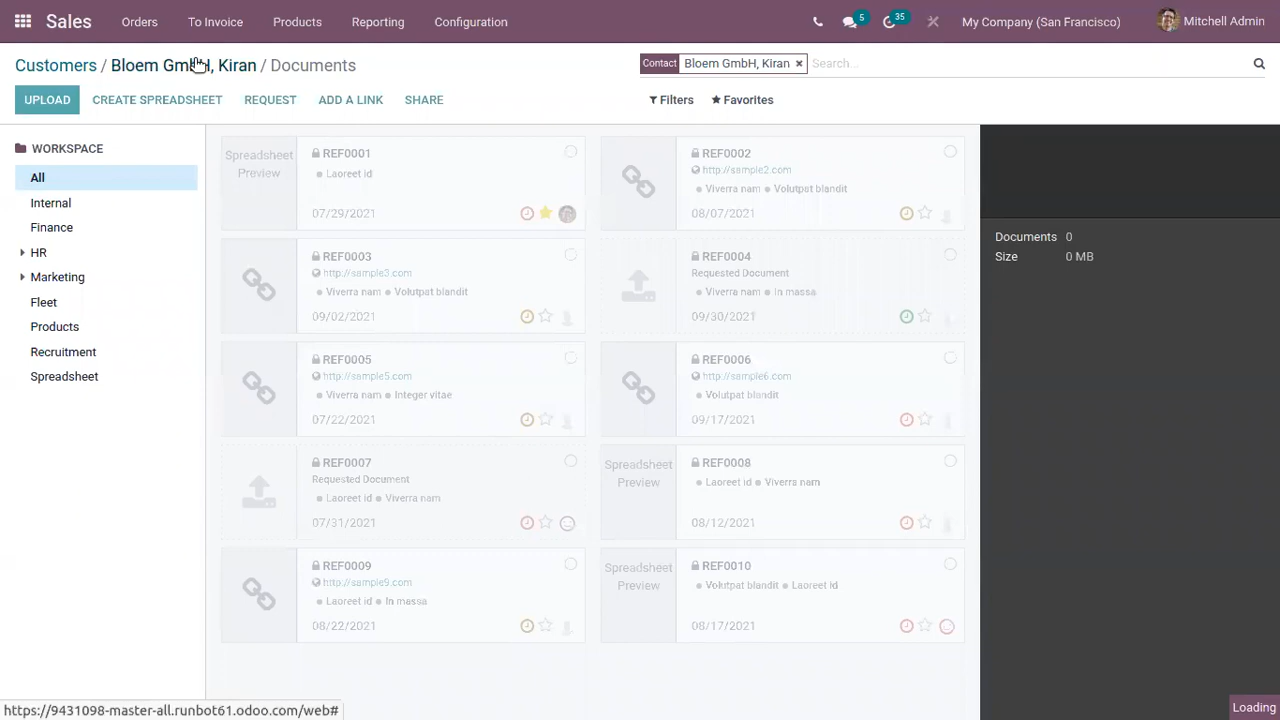 Sales Orders To Invoice Products Reporting Configuration 5 35 My Company (San Francisco) Mitchell Admin
Customers / Bloem GmbH, Kiran / Documents
Contact Bloem GmbH, Kiran × Search...
UPLOAD CREATE SPREADSHEET REQUEST ADD A LINK SHARE Filters Favorites
WORKSPACE
All
Internal
Finance
HR
Marketing
Fleet
Products
Recruitment
Spreadsheet
Spreadsheet
Preview
REF0001
Laoreet id
07/29/2021
REF0002
http://sample2.com
Viverra nam Volutpat blandit
08/07/2021
REF0003
http://sample3.com
Viverra nam Volutpat blandit
09/02/2021
REF0004
Requested Document
Viverra nam In massa
09/30/2021
REF0005
http://sample5.com
Viverra nam Integer vitae
07/22/2021
REF0006
http://sample6.com
Volutpat blandit
09/17/2021
REF0007
Requested Document
Laoreet id Viverra nam
07/31/2021
Spreadsheet
Preview
REF0008
Laoreet id Viverra nam
08/12/2021
REF0009
http://sample9.com
Laoreet id In massa
08/22/2021
Spreadsheet
Preview
REF0010
Volutpat blandit Laoreet id
08/17/2021
Documents 0
Size 0 MB
https://9431098-master-all.runbot61.odoo.com/web#
Loading